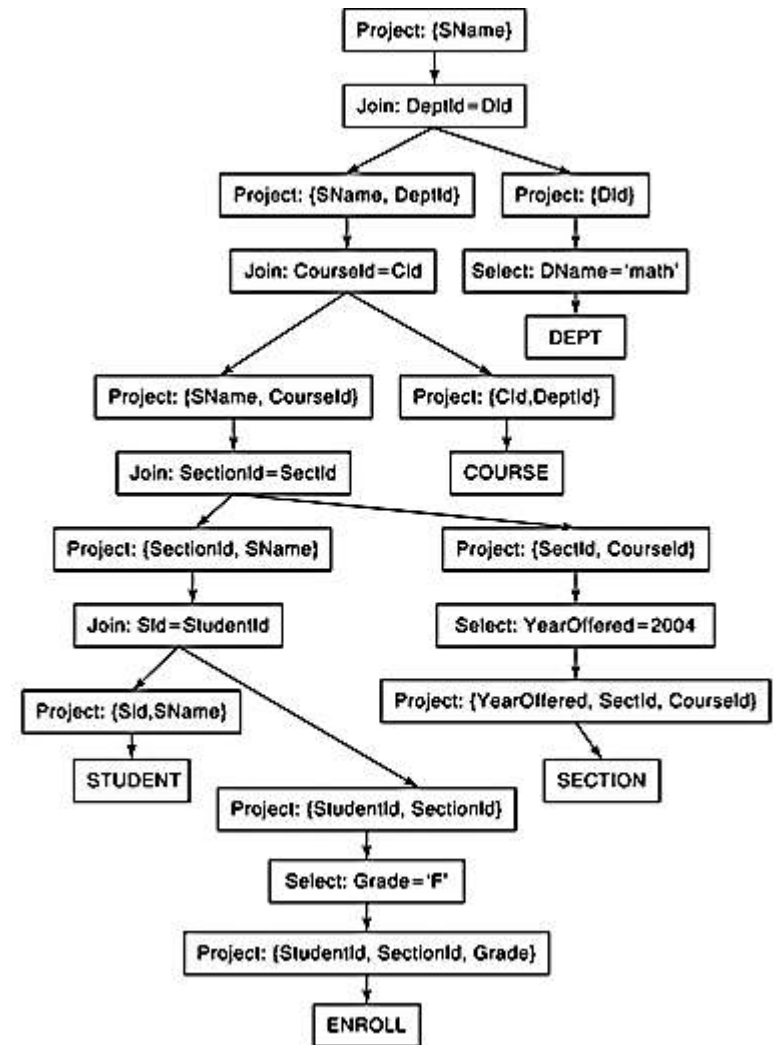 Project: {SName}
Join: DeptId=DId
Project: {SName, DeptId}
Project: {DId}
Join: CourseId=CId
Select: DName='math'
DEPT
Project: {SName, CourseId}
Project: {CId,DeptId}
Join: SectionId=SectId
COURSE
Project: {SectionId, SName}
Project: {SectId, CourseId}
Join: SId=StudentId
Select: YearOffered=2004
Project: {SId,SName}
Project: {YearOffered, SectId, CourseId}
STUDENT
SECTION
Project: {StudentId, SectionId}
Select: Grade='F'
Project: {StudentId, SectionId, Grade}
ENROLL